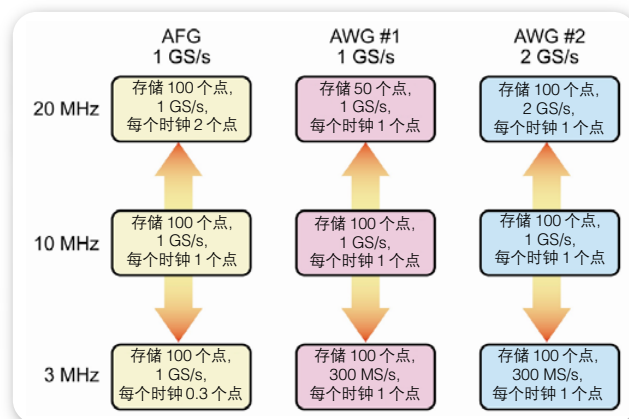 AFG
1 GS/s
AWG #1
1 GS/s
AWG #2
2 GS/s
20 MHz
存储 100 个点,
1 GS/s,
每个时钟 2 个点
存储 50 个点,
1 GS/s,
每个时钟 1 个点
存储 100 个点,
2 GS/s,
每个时钟 1 个点
10 MHz
存储 100 个点,
1 GS/s,
每个时钟 1 个点
存储 100 个点,
1 GS/s,
每个时钟 1 个点
存储 100 个点,
1 GS/s,
每个时钟 1 个点
3 MHz
存储 100 个点,
1 GS/s,
每个时钟 0.3 个点
存储 100 个点,
300 MS/s,
每个时钟 1 个点
存储 100 个点,
300 MS/s,
每个时钟 1 个点